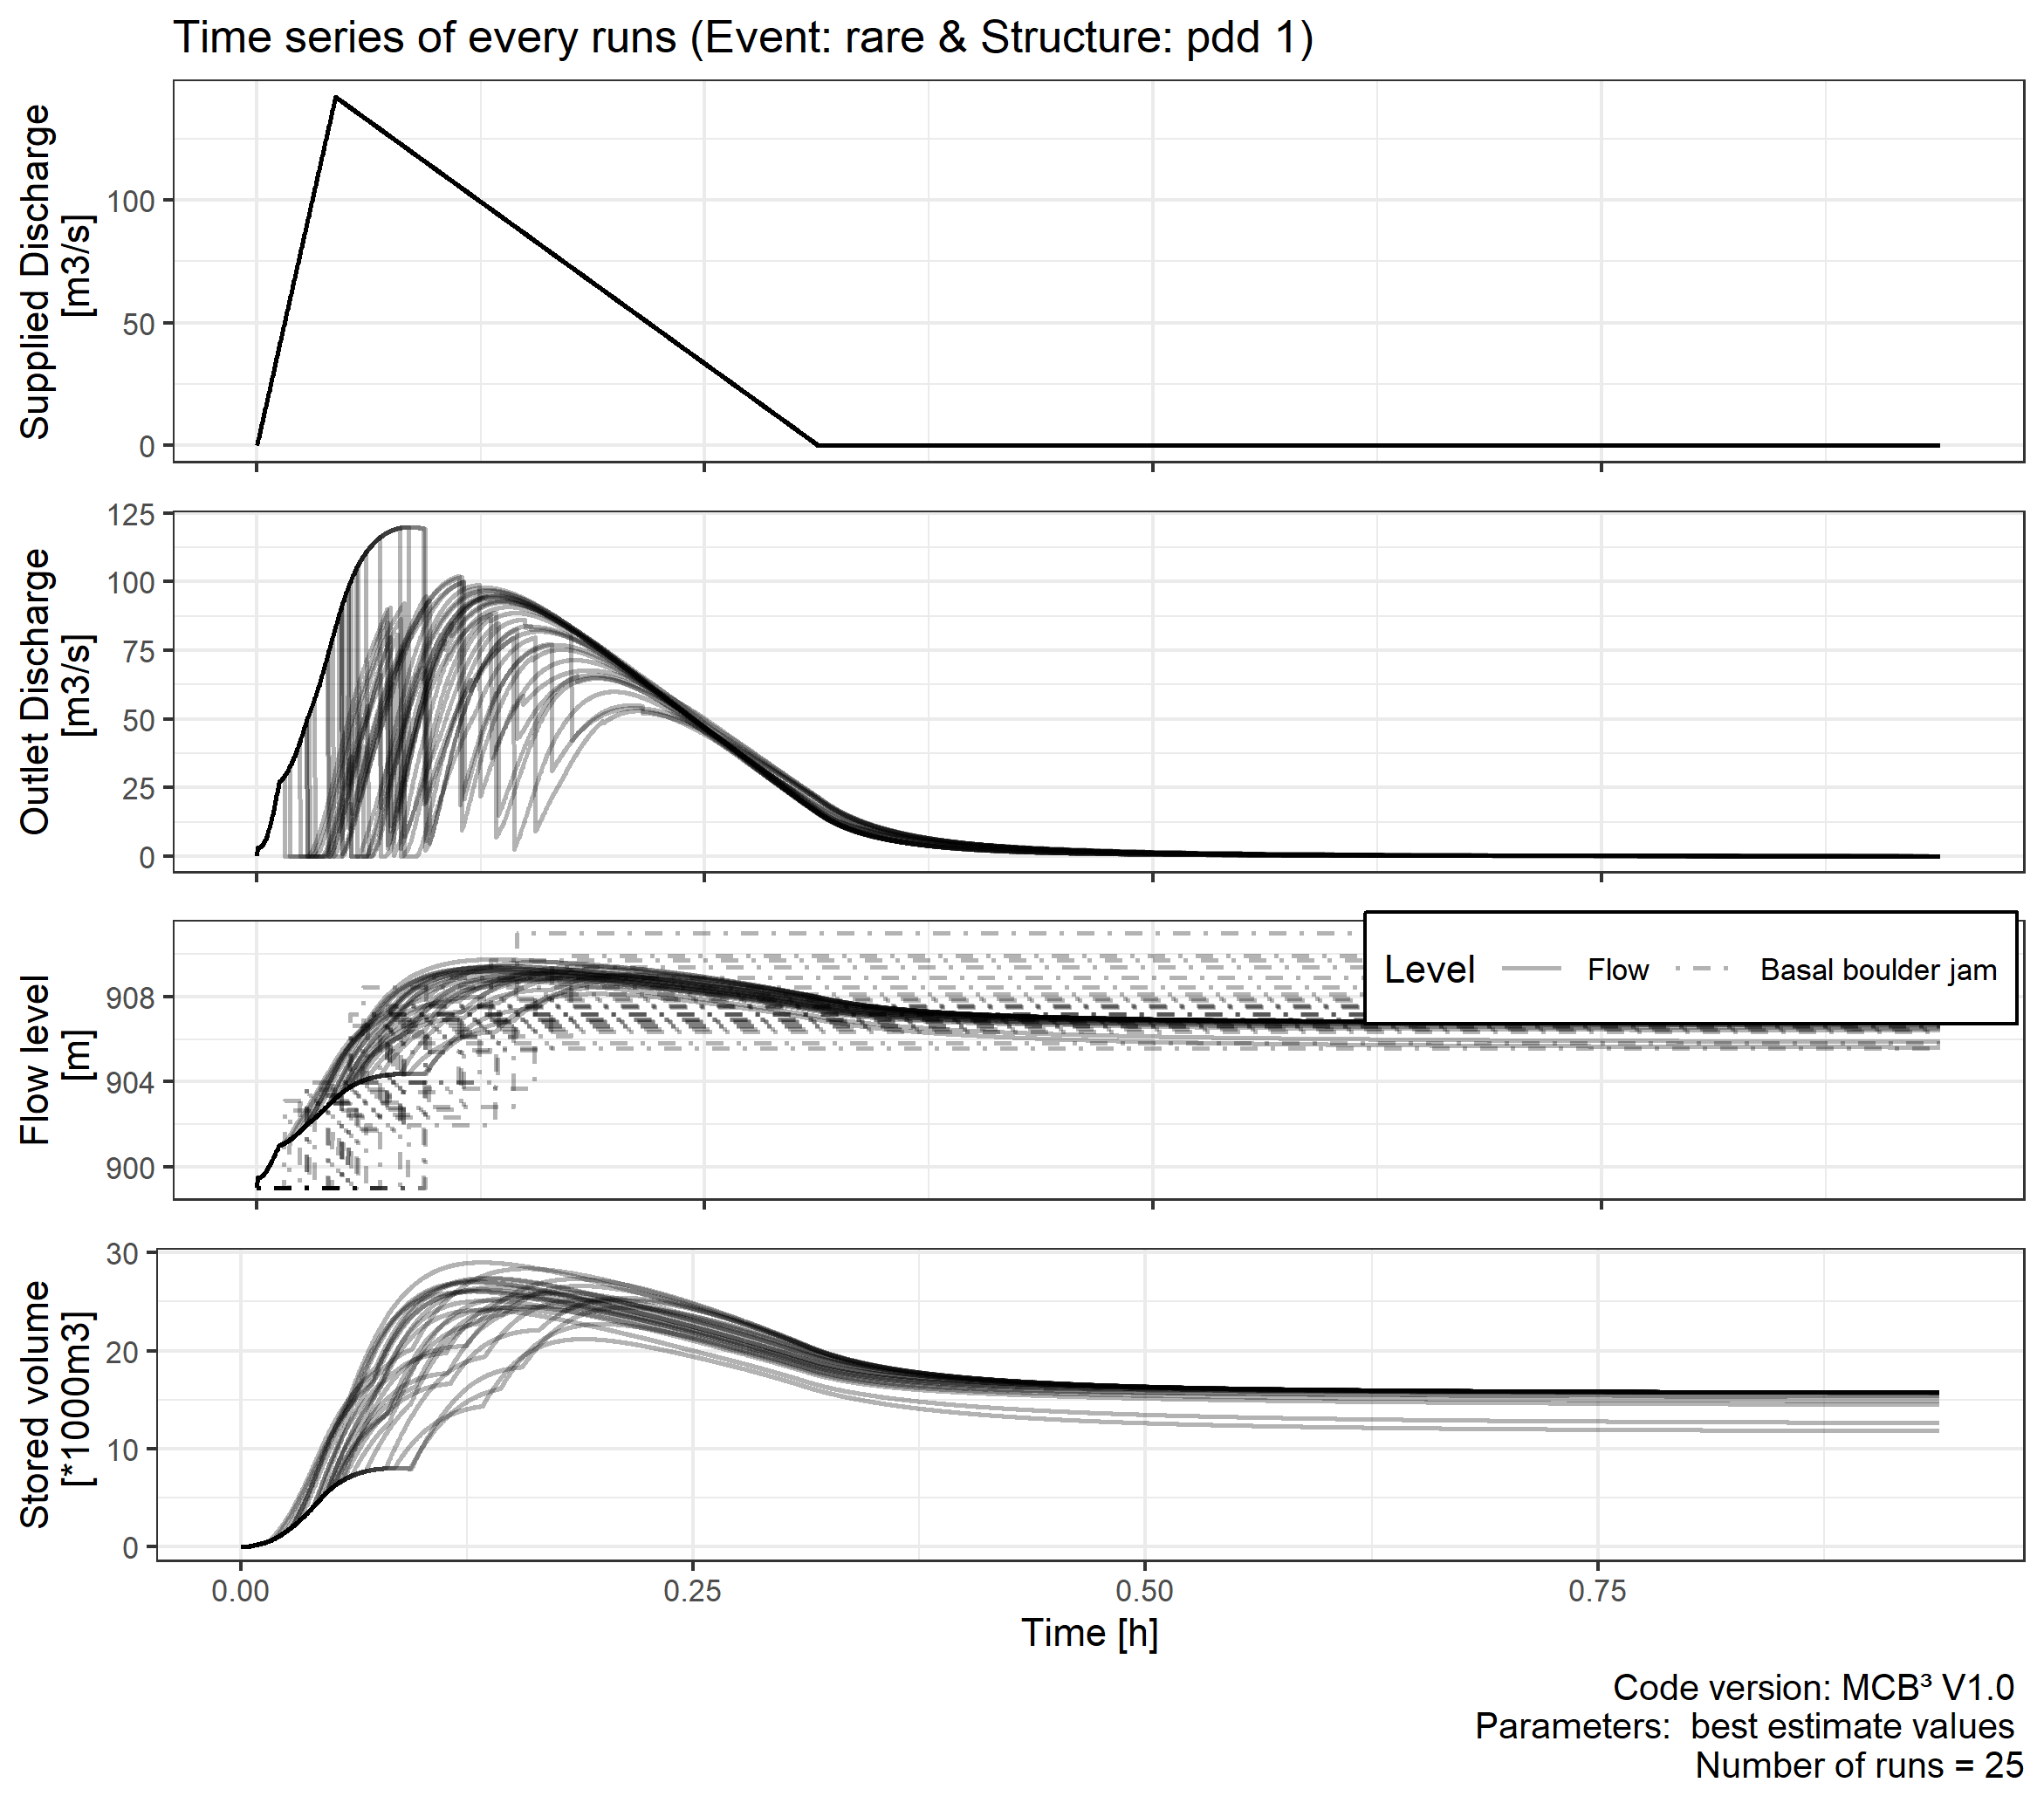 Time series of every runs (Event: rare & Structure: pdd 1)
Supplied Discharge
[m3/s]
100
50
0
Outlet Discharge
[m3/s]
125
100
75
50
25
0
Flow level
[m]
908
904
900
Level
Flow
Basal boulder jam
Stored volume
[*1000m3]
30
20
10
0
0.00
0.25
0.50
0.75
Time [h]
Code version: MCB³ V1.0
Parameters:  best estimate values
Number of runs = 25